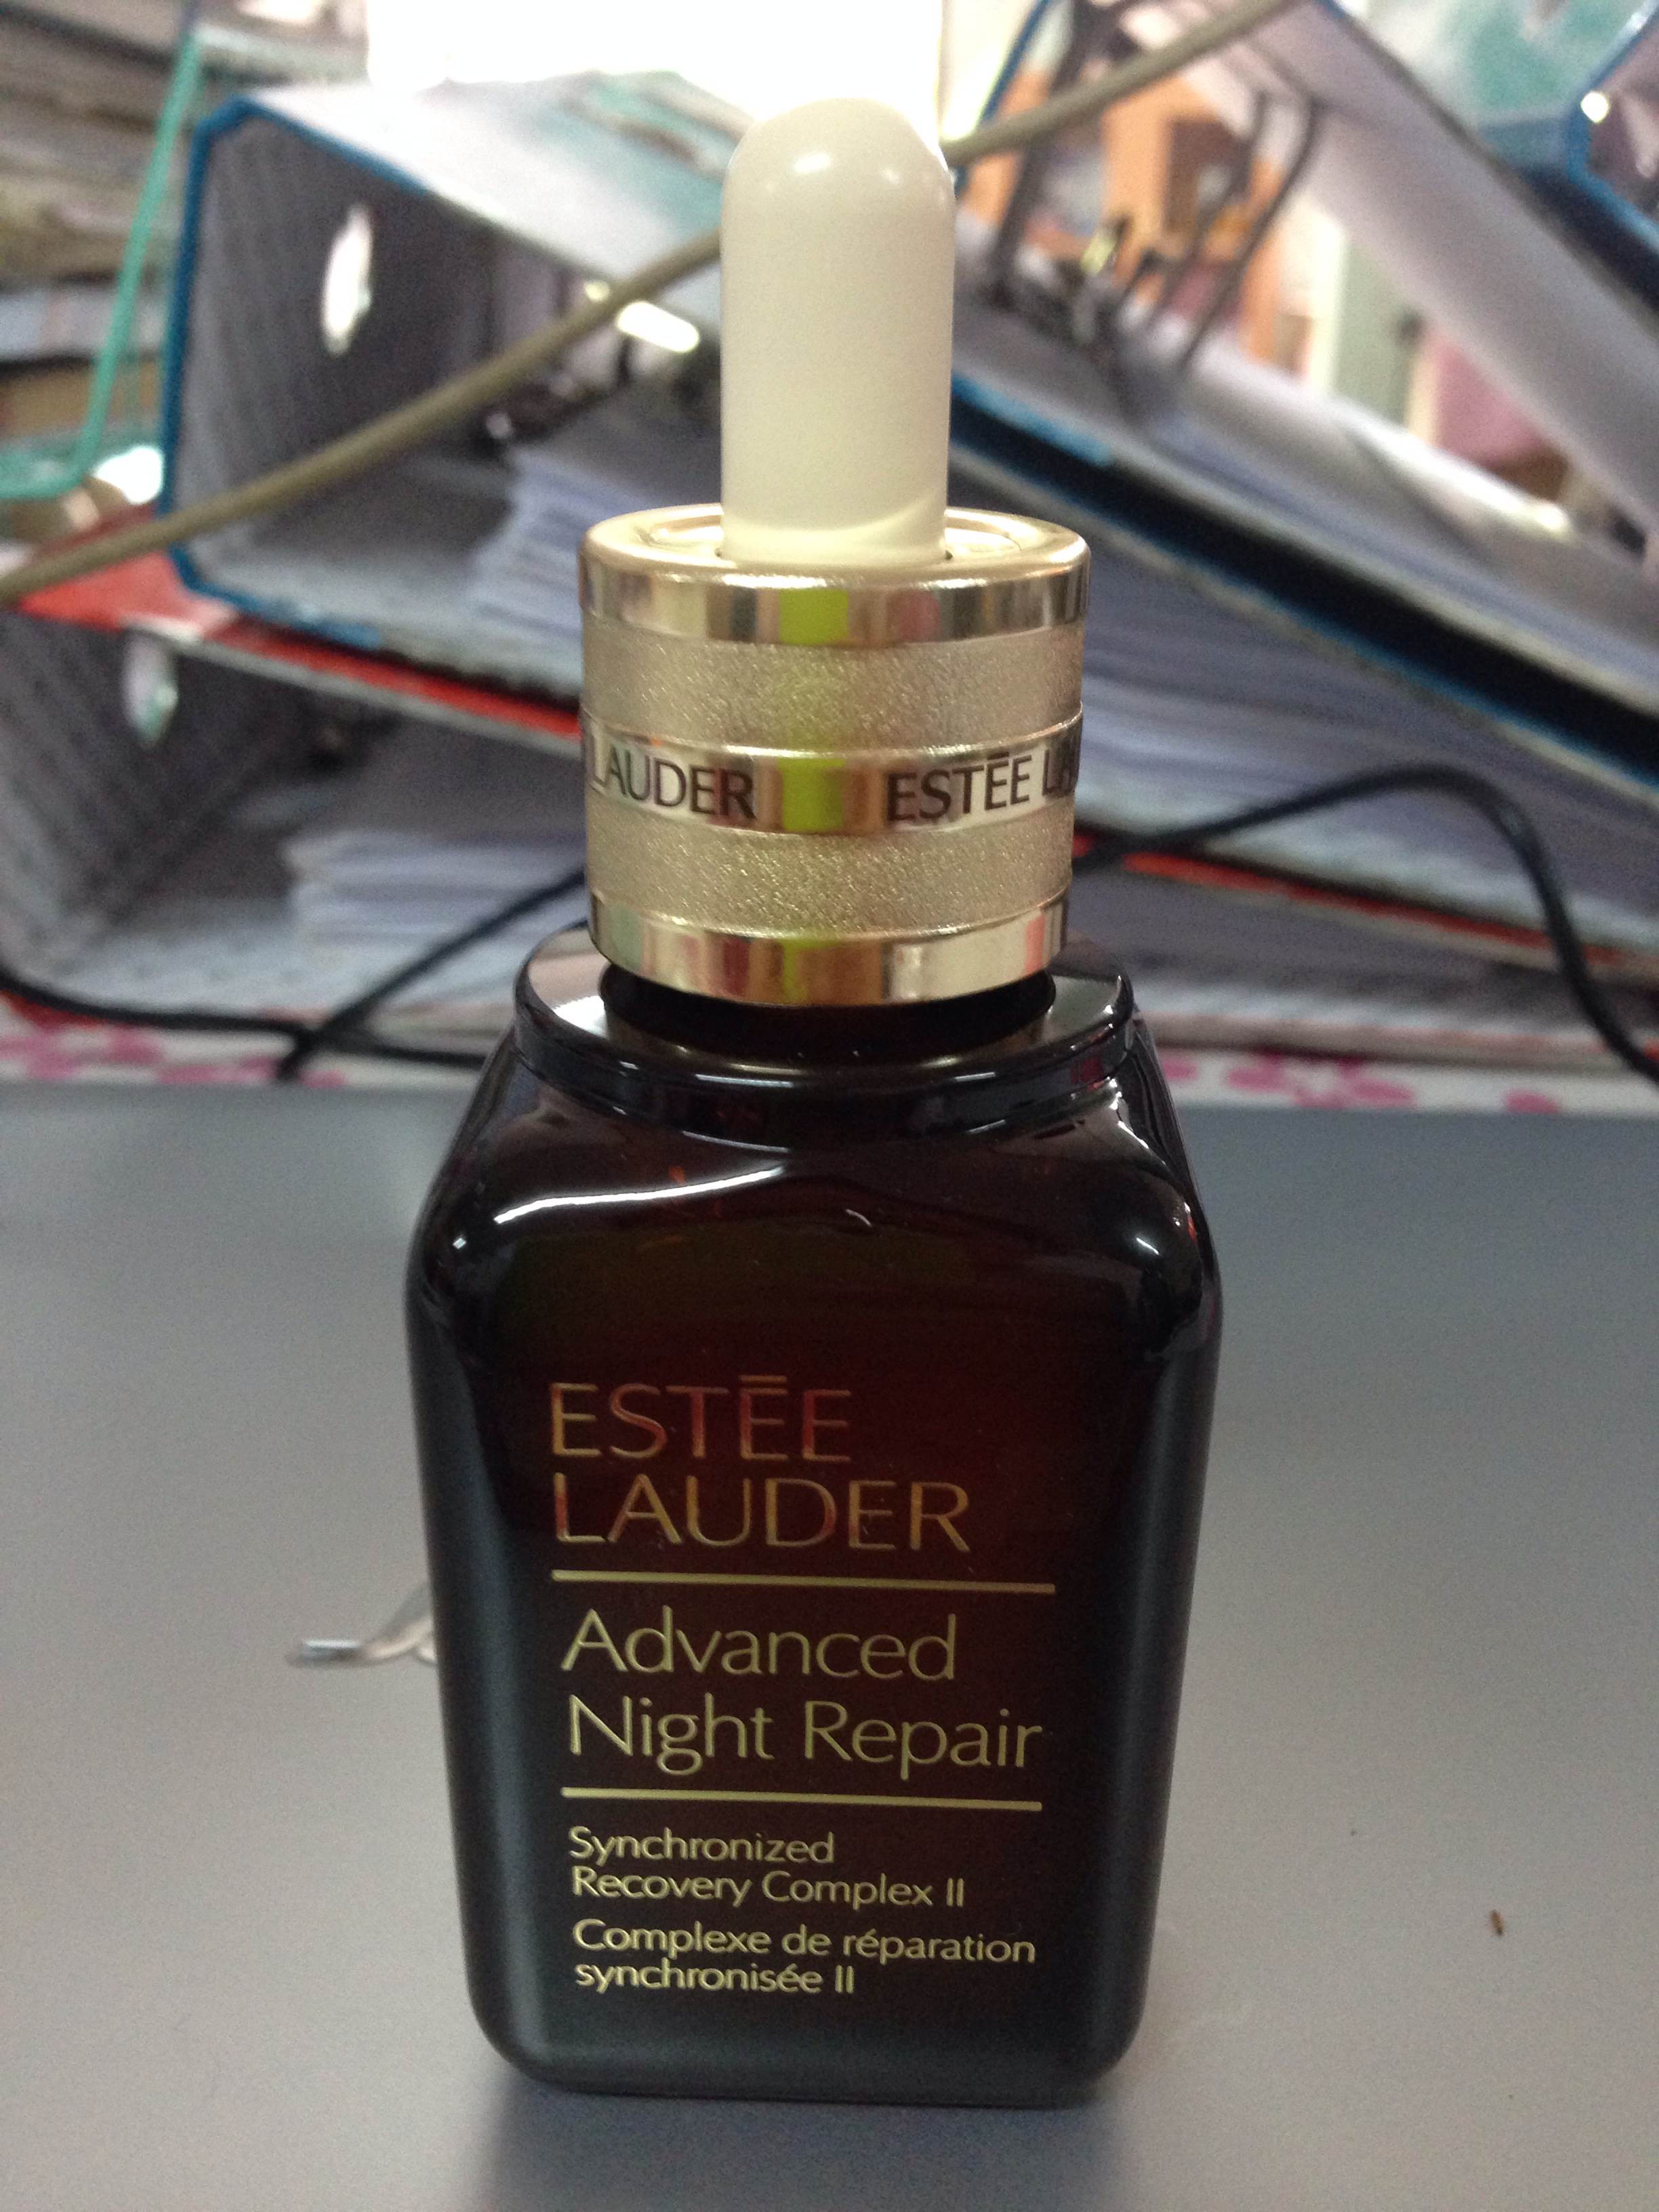 LAUDER ESTĒE
ESTĒE
LAUDER
Advanced
Night Repair
Synchronized
Recovery Complex II
Complexe de réparation
synchronisée II